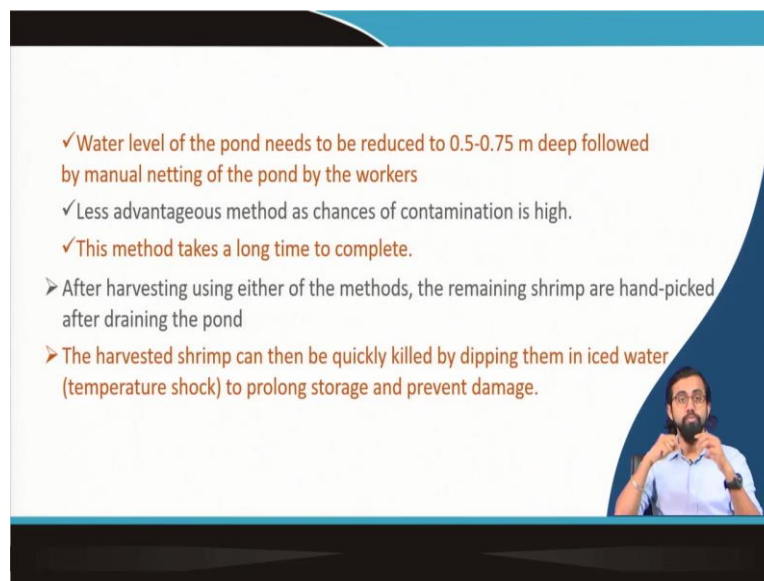 ✓Water level of the pond needs to be reduced to 0.5-0.75 m deep followed
by manual netting of the pond by the workers
✓Less advantageous method as chances of contamination is high.
✓This method takes a long time to complete.
➤After harvesting using either of the methods, the remaining shrimp are hand-picked
after draining the pond
➤The harvested shrimp can then be quickly killed by dipping them in iced water
(temperature shock) to prolong storage and prevent damage.